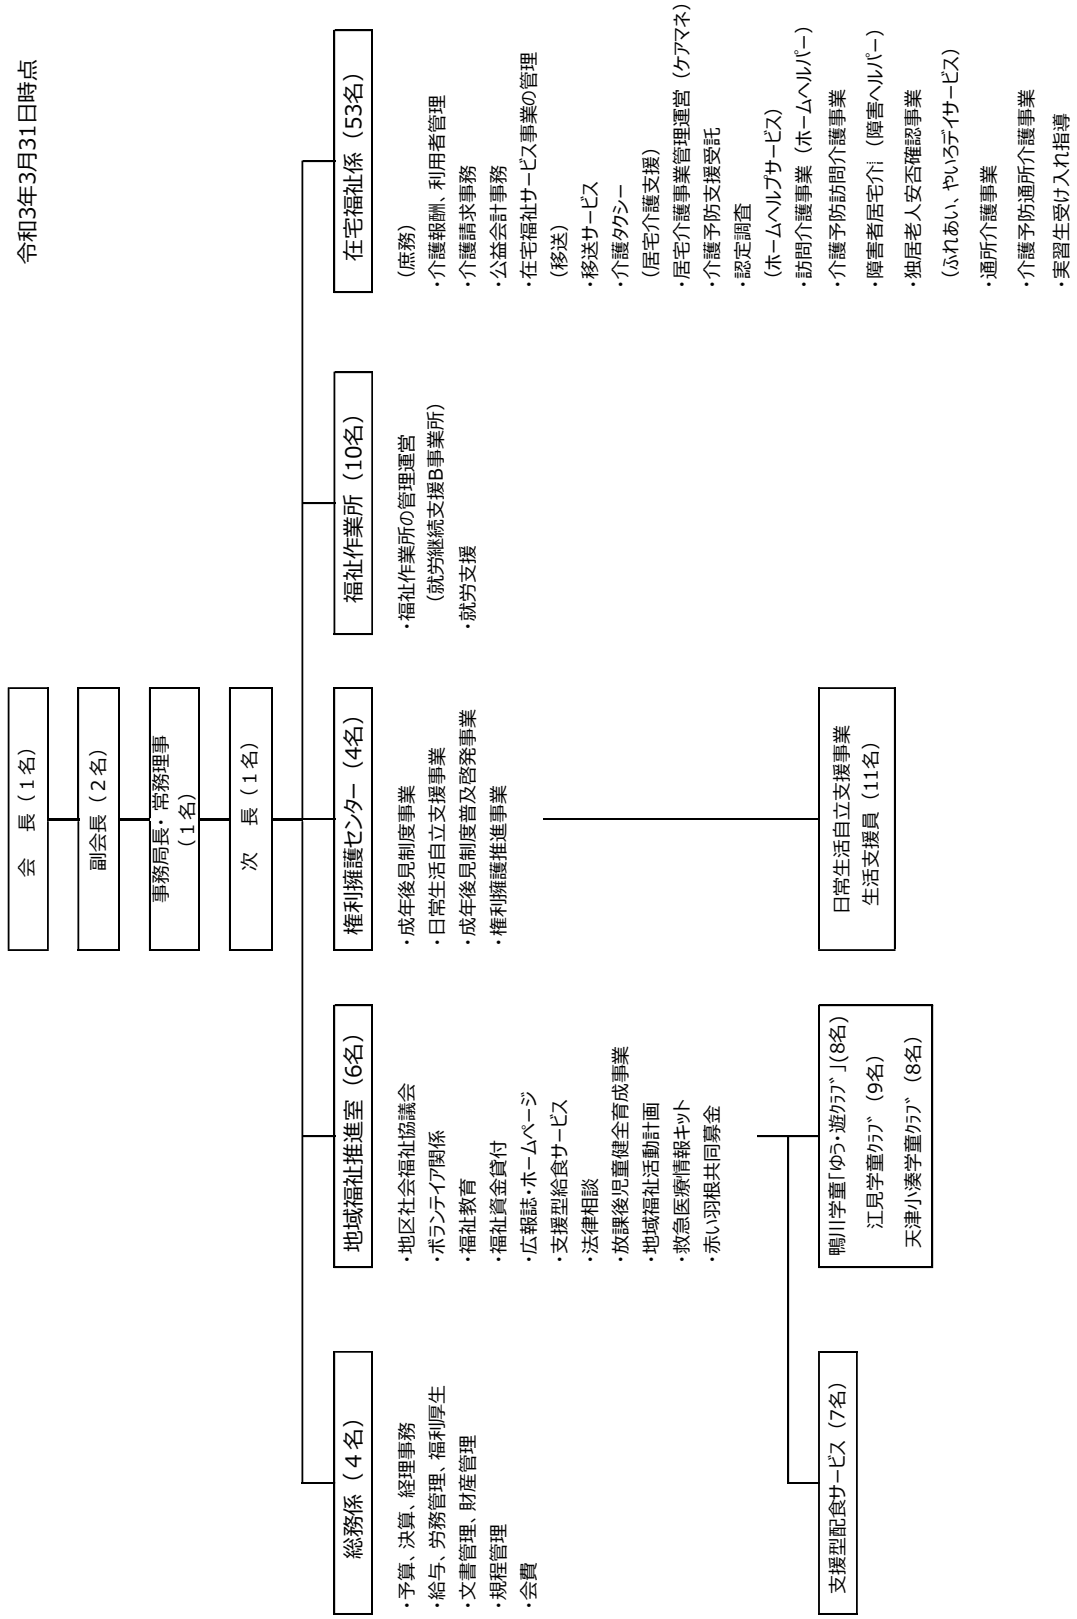 令和3年3月31日時点
会　長（１名）
副会長（２名）
事務局長・常務理事
（１名）
次　長（１名）
総務係（４名）
・予算、決算、経理事務
・給与、労務管理、福利厚生
・文書管理、財産管理
・規程管理
・会費
地域福祉推進室（6名）
・地区社会福祉協議会
・ボランティア関係
・福祉教育
・福祉資金貸付
・広報誌・ホームページ
・支援型給食サービス
・法律相談
・放課後児童健全育成事業
・地域福祉活動計画
・救急医療情報キット
・赤い羽根共同募金
権利擁護センター（4名）
・成年後見制度事業
・日常生活自立支援事業
・成年後見制度普及啓発事業
・権利擁護推進事業
福祉作業所（10名）
・福祉作業所の管理運営
（就労継続支援B事業所）
・就労支援
在宅福祉係（53名）
（庶務）
・介護報酬、利用者管理
・介護請求事務
・公益会計事務
・在宅福祉サービス事業の管理
（移送）
・移送サービス
・介護タクシー
（居宅介護支援）
・居宅介護事業管理運営（ケアマネ）
・介護予防支援受託
・認定調査
（ホームヘルプサービス）
・訪問介護事業（ホームヘルパー）
・介護予防訪問介護事業
・障害者居宅介（障害ヘルパー）
・独居老人安否確認事業
（ふれあい、やいろデイサービス）
・通所介護事業
・介護予防通所介護事業
・実習生受け入れ指導
支援型配食サービス（7名）
鴨川学童「ゆう・遊ｸﾗﾌﾞ」(8名)
江見学童ｸﾗﾌﾞ（9名）
天津小湊学童ｸﾗﾌﾞ（8名）
日常生活自立支援事業
生活支援員（11名）